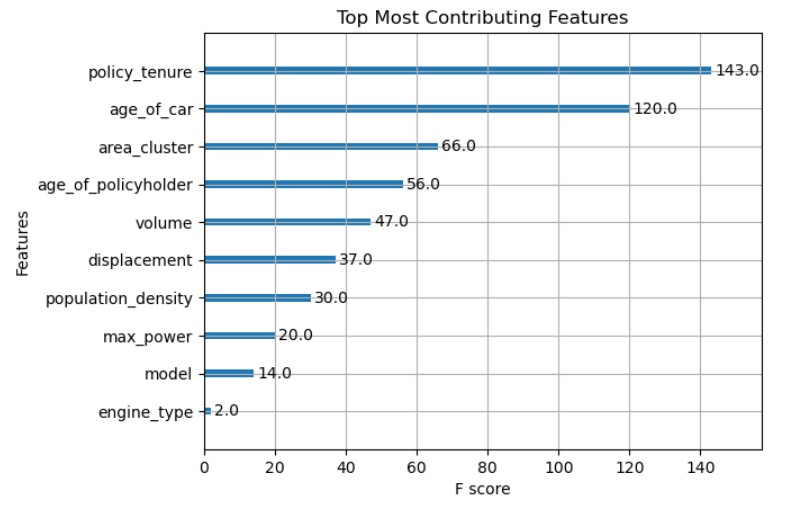 Top Most Contributing Features
policy_tenure 143.0
age_of_car 120.0
area_cluster 66.0
age_of_policyholder 56.0
volume 47.0
displacement 37.0
population_density 30.0
max_power 20.0
model 14.0
engine_type 2.0
Features
0 20 40 60 80 100 120 140
F score